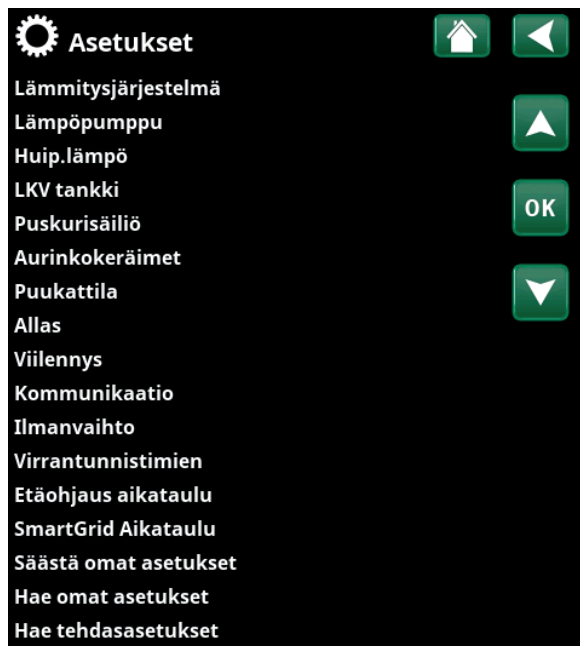 Asetukset
Lämmitysjärjestelmä
Lämpöpumppu
Huip.lämpö
LKV tankki
Puskurisäiliö
OK
Aurinkokeräimet
Puukattila
Allas
Viilennys
Kommunikaatio
Ilmanvaihto
Virrantunnistimien
Etäohjaus aikataulu
SmartGrid Aikataulu
Säästä omat asetukset
Hae omat asetukset
Hae tehdasasetukset